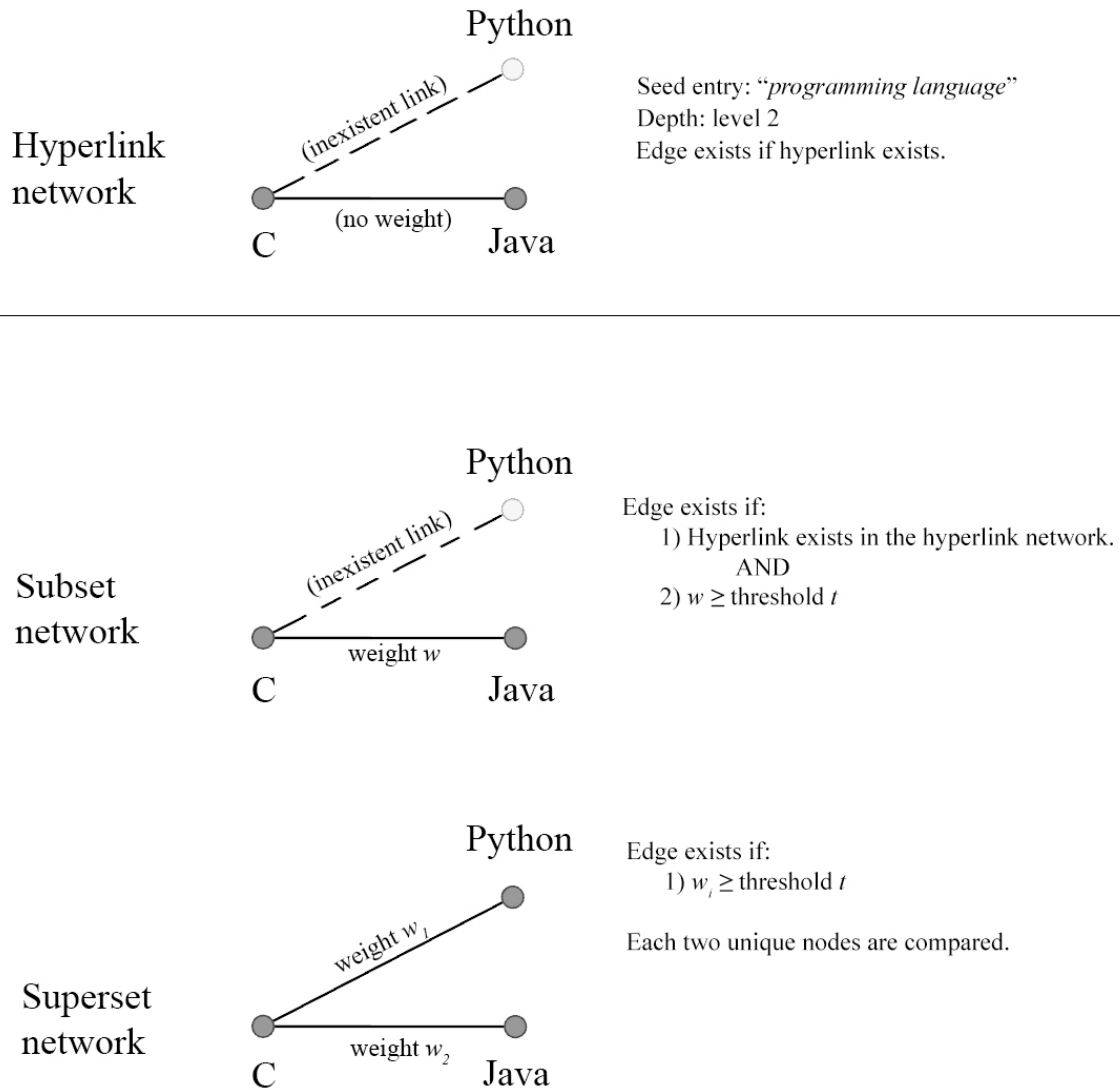 Python
Seed entry: “programming language”
Depth: level 2
Edge exists if hyperlink exists.
(inexistent link)
Hyperlink
network
(no weight)
C
Java
Python
Edge exists if:
1) Hyperlink exists in the hyperlink network.
AND
2) w ≥ threshold t
(inexistent link)
Subset
network
weight w
C
Java
Python
Edge exists if:
1) wᵢ ≥ threshold t
Each two unique nodes are compared.
weight w₁
Superset
network
weight w₂
C
Java